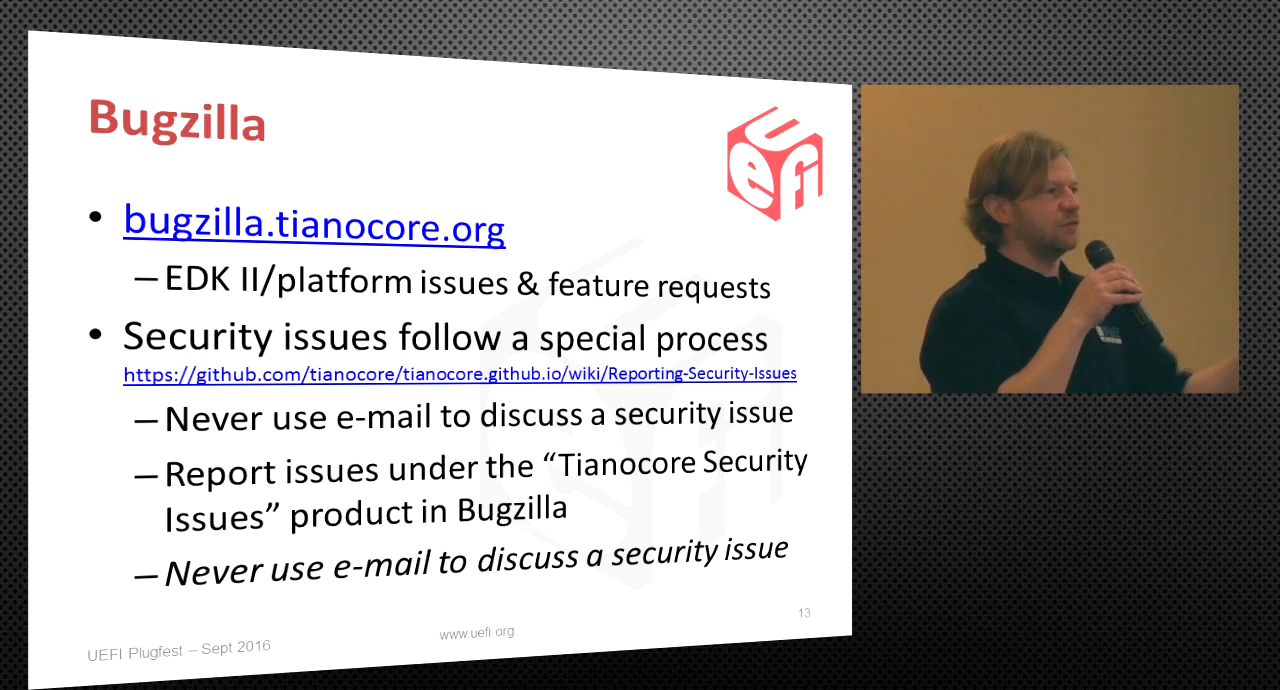 Bugzilla
UEFI
• bugzilla.tianocore.org
– EDK II/platform issues & feature requests
• Security issues follow a special process
https://github.com/tianocore/tianocore.github.io/wiki/Reporting-Security-Issues
– Never use e-mail to discuss a security issue
– Report issues under the “Tianocore Security
Issues” product in Bugzilla
– Never use e-mail to discuss a security issue
13
UEFI Plugfest – Sept 2016
www.uefi org